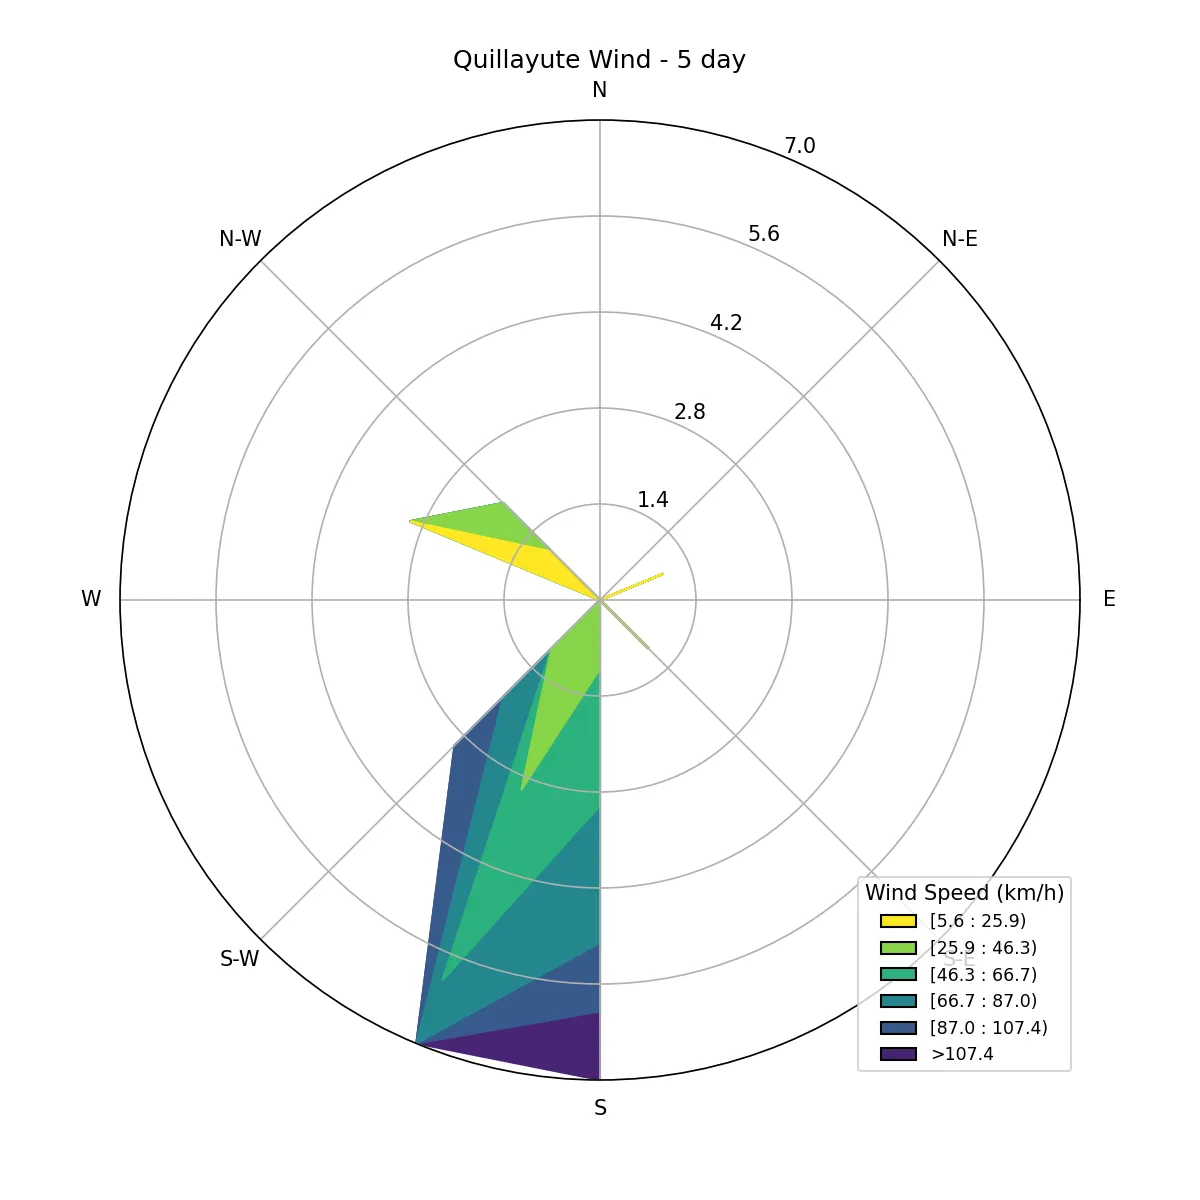 Quillayute Wind - 5 day
N
7.0
N-W
5.6
N-E
4.2
2.8
1.4
W
E
S-W
S-E
Wind Speed (km/h)
[5.6 : 25.9)
[25.9 : 46.3)
[46.3 : 66.7)
[66.7 : 87.0)
[87.0 : 107.4)
>107.4
S